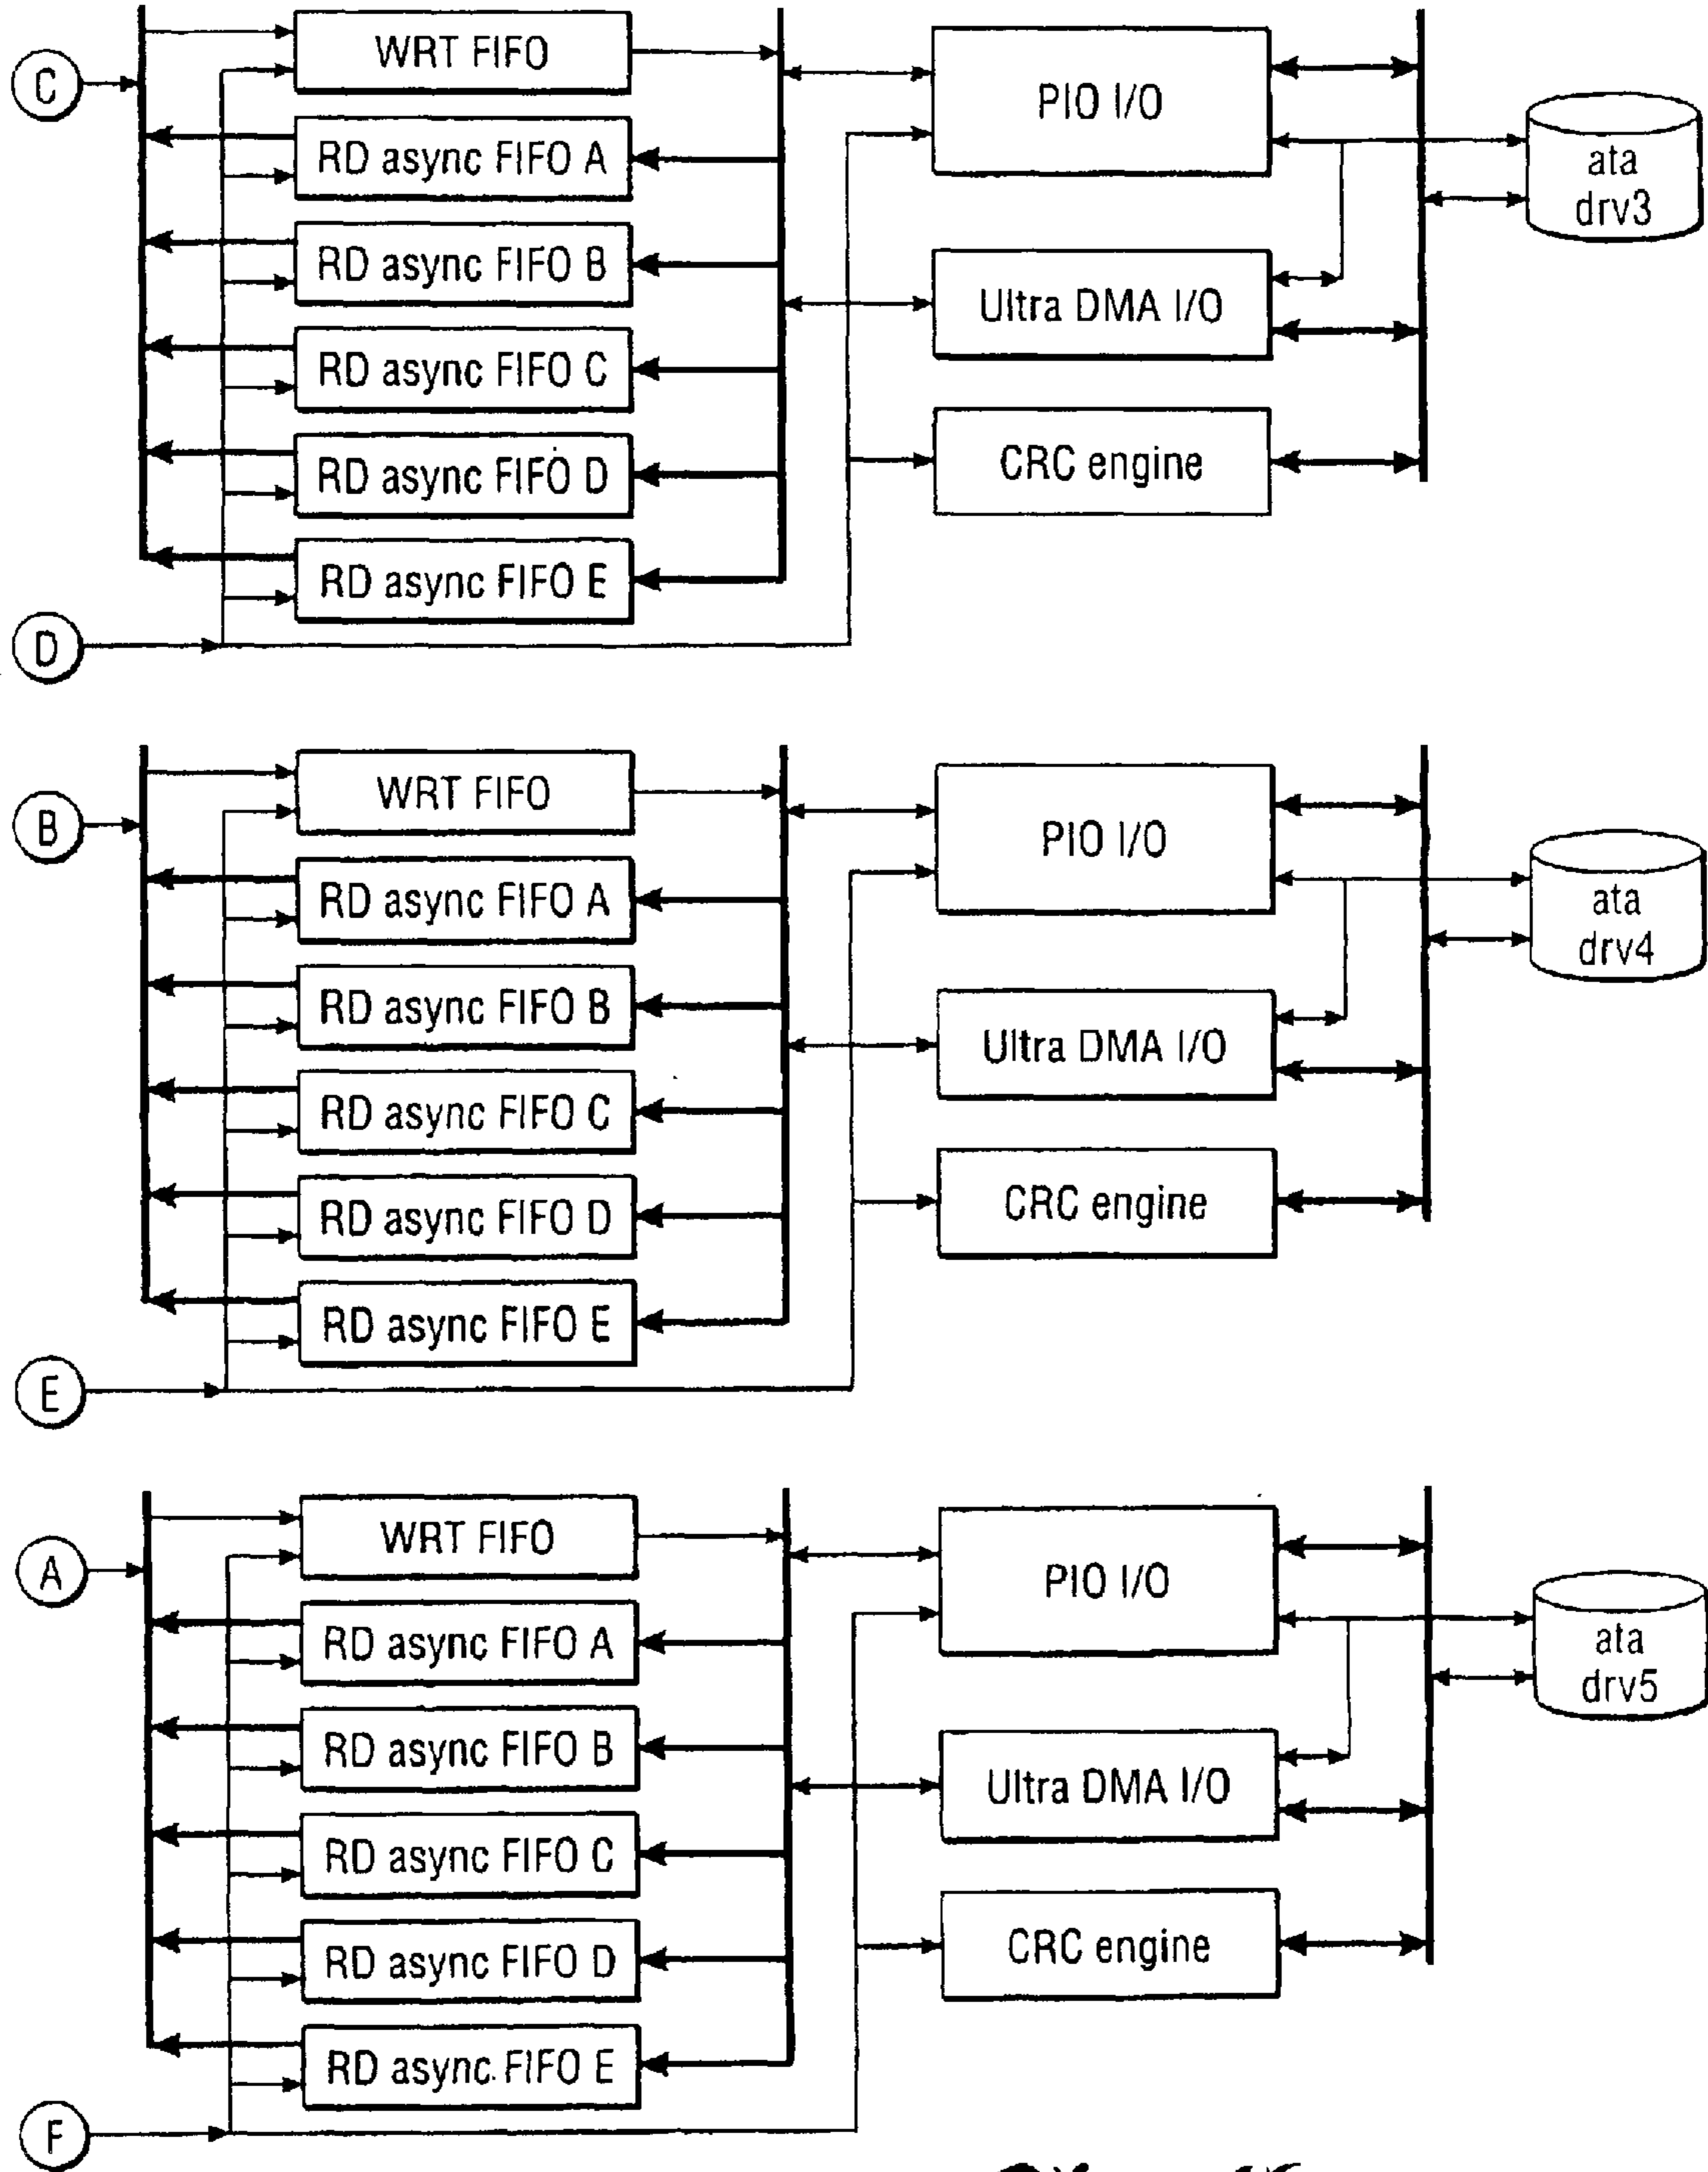 C
WRT FIFO
RD async FIFO A
RD async FIFO B
RD async FIFO C
RD async FIFO D
RD async FIFO E
D
PIO I/O
Ultra DMA I/O
CRC engine
ata
drv3
B
WRT FIFO
RD async FIFO A
RD async FIFO B
RD async FIFO C
RD async FIFO D
RD async FIFO E
E
PIO I/O
Ultra DMA I/O
CRC engine
ata
drv4
A
WRT FIFO
RD async FIFO A
RD async FIFO B
RD async FIFO C
RD async FIFO D
RD async FIFO E
F
PIO I/O
Ultra DMA I/O
CRC engine
ata
drv5